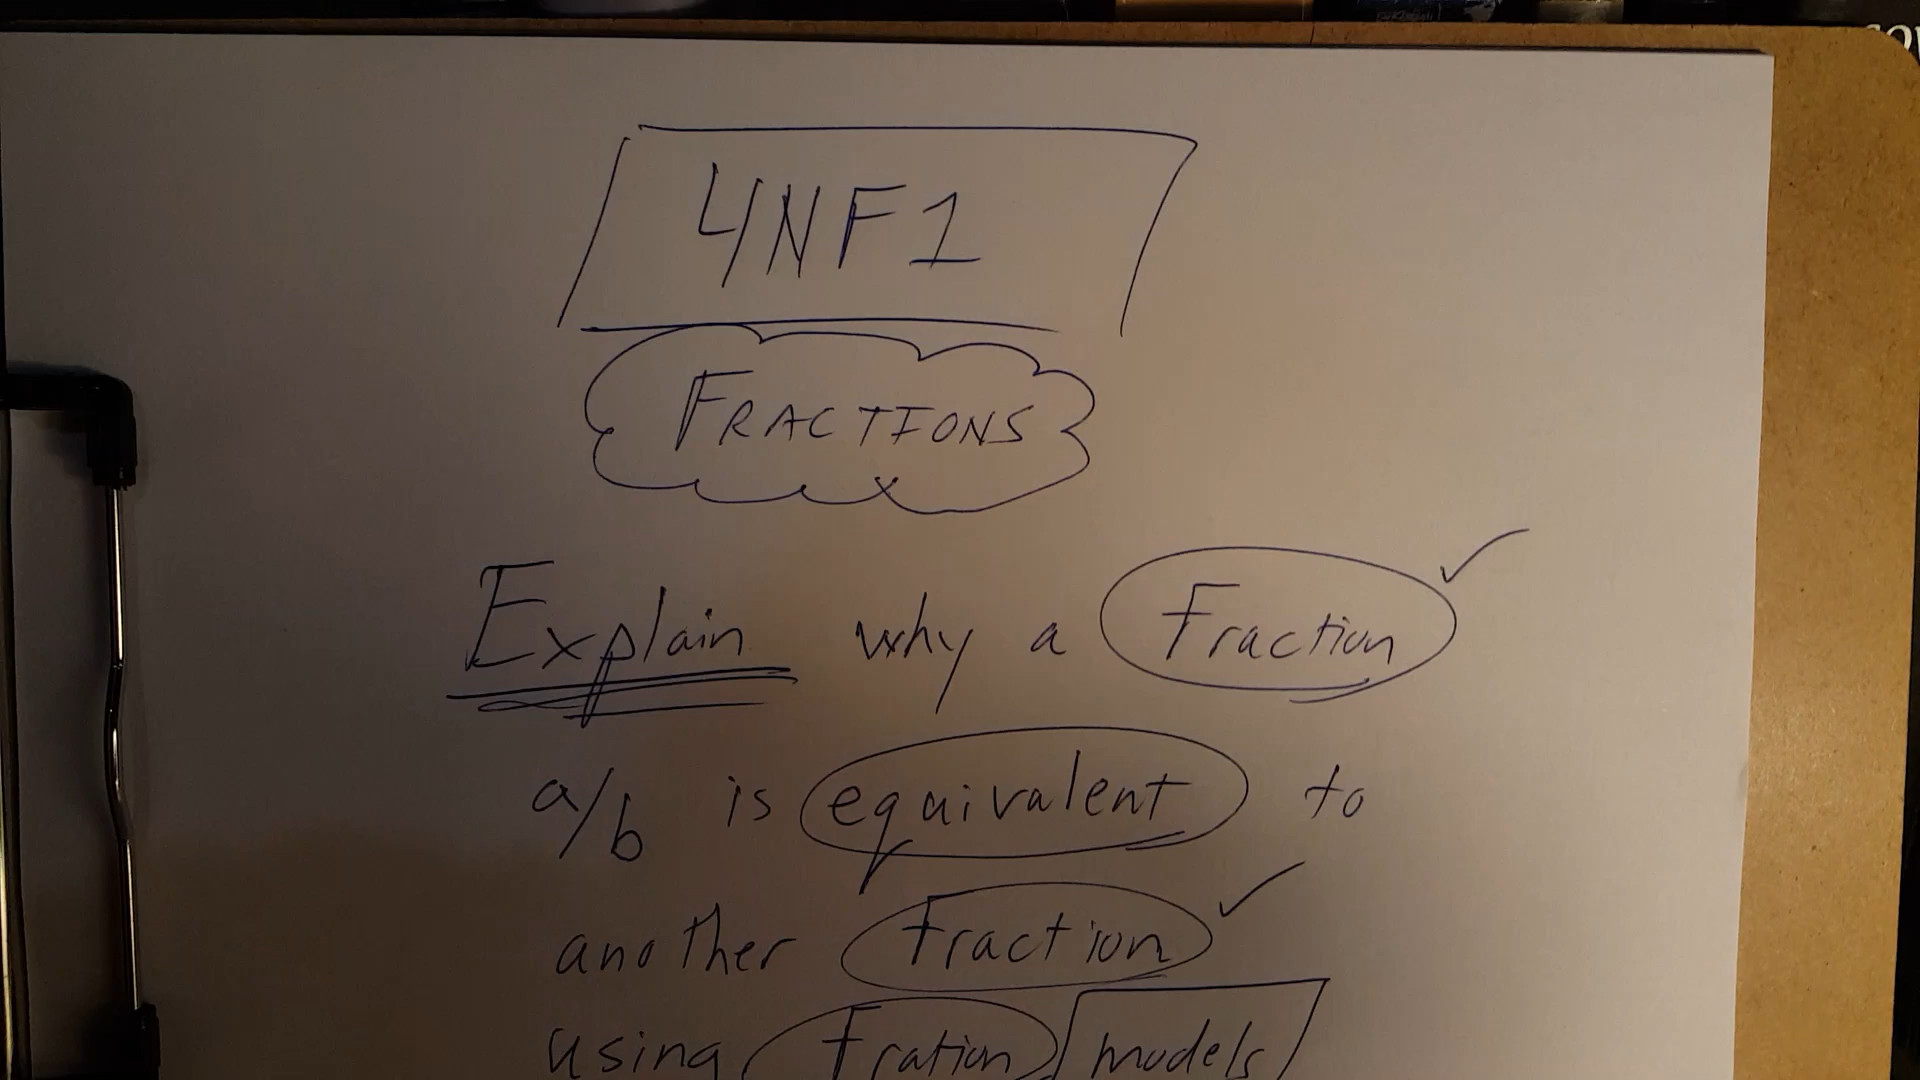 4NF1
FRACTIONS
Explain why a Fraction
a/b is equivalent to
another Fraction
using Fration models